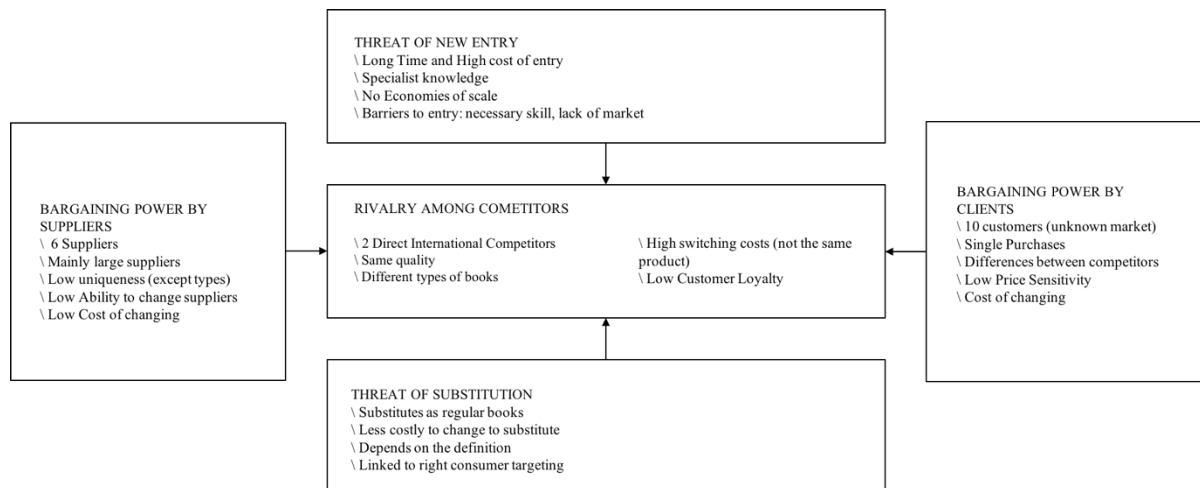 THREAT OF NEW ENTRY
\ Long Time and High cost of entry
\ Specialist knowledge
\ No Economies of scale
\ Barriers to entry: necessary skill, lack of market
BARGAINING POWER BY
SUPPLIERS
\ 6 Suppliers
\ Mainly large suppliers
\ Low uniqueness (except types)
\ Low Ability to change suppliers
\ Low Cost of changing
RIVALRY AMONG COMETITORS
\ 2 Direct International Competitors
\ Same quality
\ Different types of books
\ High switching costs (not the same
product)
\ Low Customer Loyalty
BARGAINING POWER BY
CLIENTS
\ 10 customers (unknown market)
\ Single Purchases
\ Differences between competitors
\ Low Price Sensitivity
\ Cost of changing
THREAT OF SUBSTITUTION
\ Substitutes as regular books
\ Less costly to change to substitute
\ Depends on the definition
\ Linked to right consumer targeting